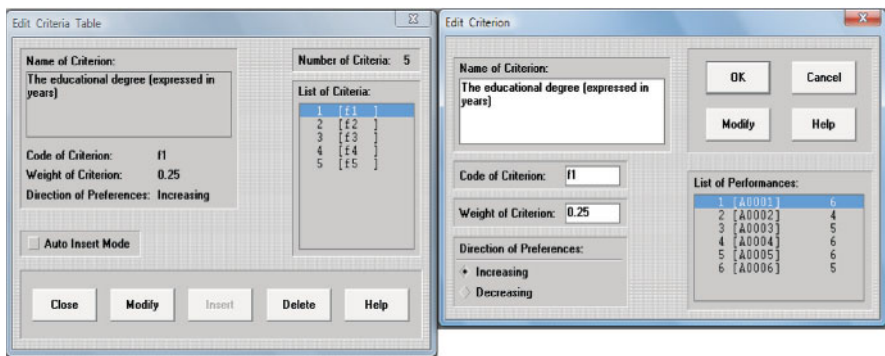 Edit Criteria Table
Name of Criterion:
The educational degree (expressed in
years)
Code of Criterion: f1
Weight of Criterion: 0.25
Direction of Preferences: Increasing
Auto Insert Mode
Number of Criteria: 5
List of Criteria:
1 [f1 ]
2 [f2 ]
3 [f3 ]
4 [f4 ]
5 [f5 ]
Close Modify Insert Delete Help
Edit Criterion
Name of Criterion:
The educational degree (expressed in
years)
OK Cancel
Modify Help
Code of Criterion: f1
Weight of Criterion: 0.25
Direction of Preferences:
Increasing
Decreasing
List of Performances:
1 [A0001] 6
2 [A0002] 4
3 [A0003] 5
4 [A0004] 6
5 [A0005] 6
6 [A0006] 5